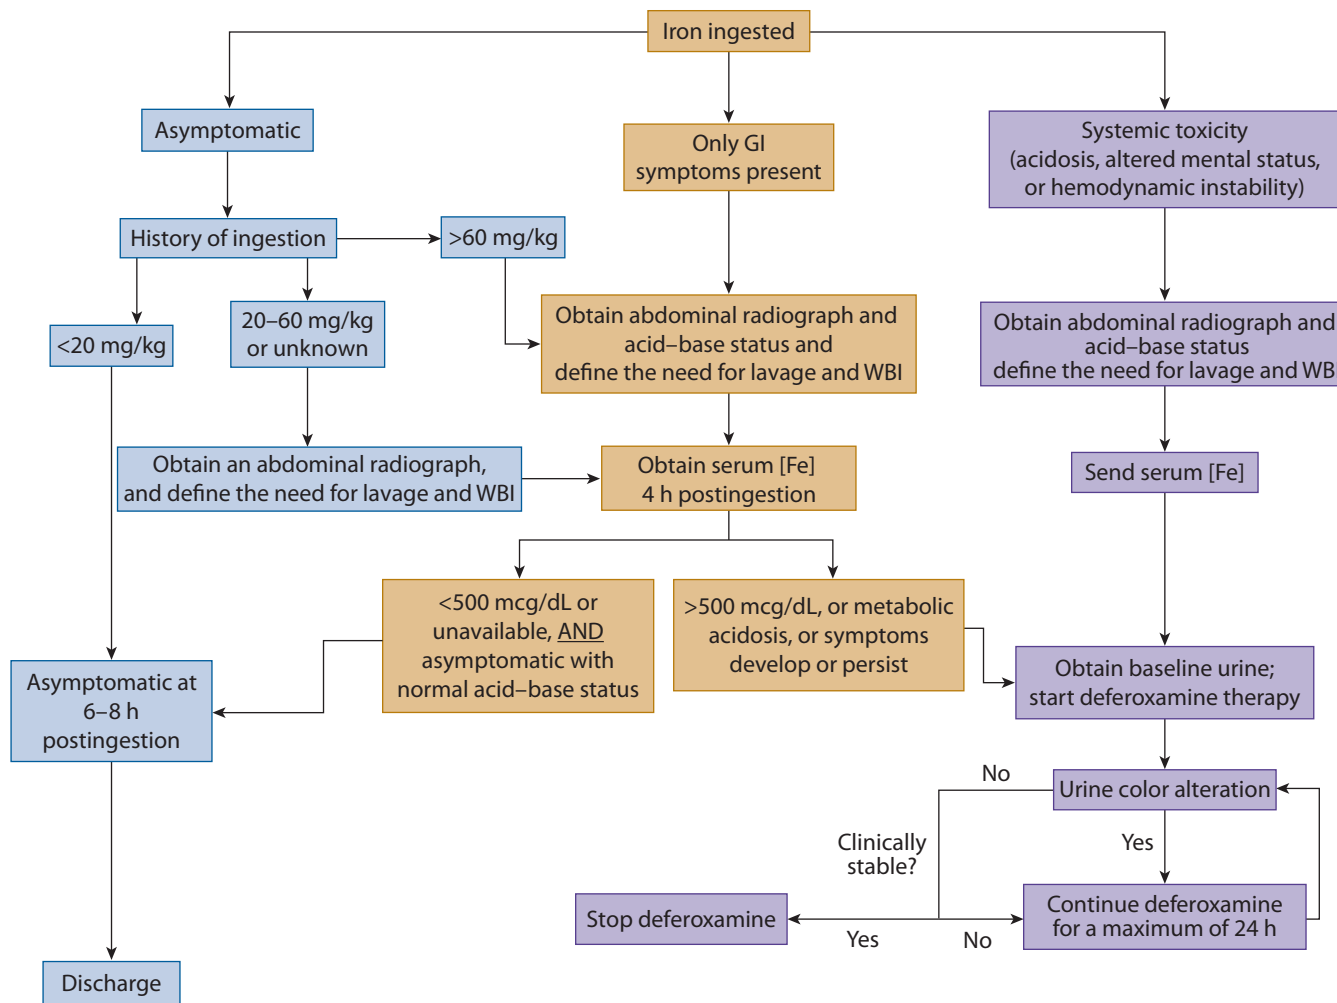 Iron ingested
Asymptomatic
Only GI
symptoms present
Systemic toxicity
(acidosis, altered mental status,
or hemodynamic instability)
History of ingestion
>60 mg/kg
<20 mg/kg
20–60 mg/kg
or unknown
Obtain abdominal radiograph and
acid–base status and
define the need for lavage and WBI
Obtain abdominal radiograph and
acid–base status
define the need for lavage and WB
Obtain an abdominal radiograph,
and define the need for lavage and WBI
Obtain serum [Fe]
4 h postingestion
Send serum [Fe]
<500 mcg/dL or
unavailable, AND
asymptomatic with
normal acid–base status
>500 mcg/dL, or metabolic
acidosis, or symptoms
develop or persist
Asymptomatic at
6–8 h
postingestion
Obtain baseline urine;
start deferoxamine therapy
No
Urine color alteration
Clinically
stable?
Yes
Stop deferoxamine
Yes
No
Continue deferoxamine
for a maximum of 24 h
Discharge